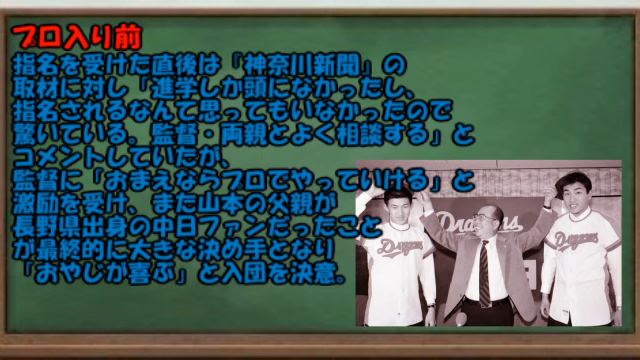 プロ入り前
指名を受けた直後は「神奈川新聞」の
取材に対し「進学しか頭になかったし、
指名されるなんて思ってもいなかったので
驚いている。監督・両親とよく相談する」と
コメントしていたが、
監督に「おまえならプロでやっていける」と
激励を受け、また山本の父親が
長野県出身の中日ファンだったこと
が最終的に大きな決め手となり
「おやじが喜ぶ」と入団を決意。
Dragons
Dragons
Dragons